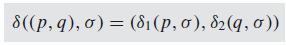 δ((p, q), σ) = (δ₁(p, σ), δ₂(q, σ))